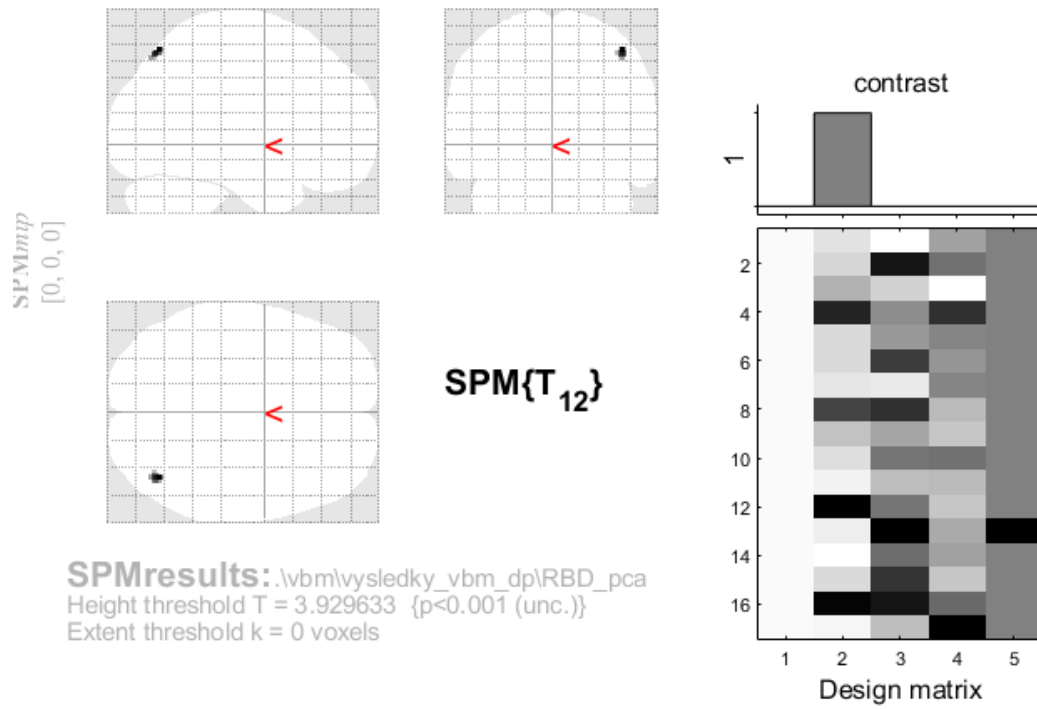 SPMmip
[0, 0, 0]
<
<
<
SPM{T12}
SPMresults: .\vbm\vysledky_vbm_dp\RBD_pca
Height threshold T = 3.929633 {p<0.001 (unc.)}
Extent threshold k = 0 voxels
contrast
1
2
4
6
8
10
12
14
16
1 2 3 4 5
Design matrix